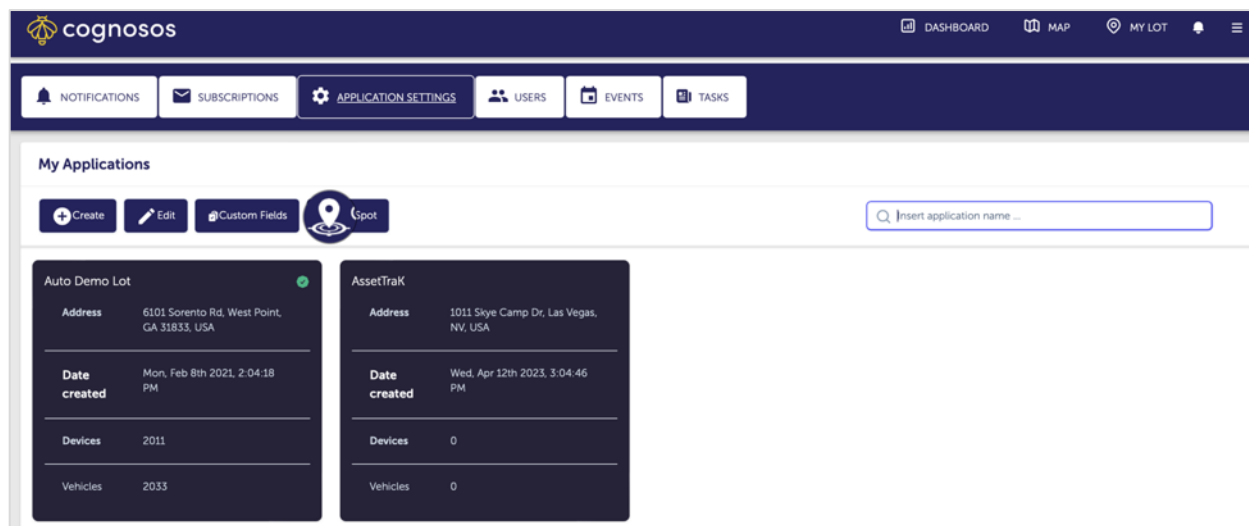 cognosos
DASHBOARD
MAP
MY LOT
NOTIFICATIONS
SUBSCRIPTIONS
APPLICATION SETTINGS
USERS
EVENTS
TASKS
My Applications
Create
Edit
Custom Fields
Spot
Insert application name ...
Auto Demo Lot
Address
6101 Sorento Rd, West Point,
GA 31833, USA
Date
created
Mon, Feb 8th 2021, 2:04:18
PM
Devices
2011
Vehicles
2033
AssetTraK
Address
1011 Skye Camp Dr, Las Vegas,
NV, USA
Date
created
Wed, Apr 12th 2023, 3:04:46
PM
Devices
0
Vehicles
0